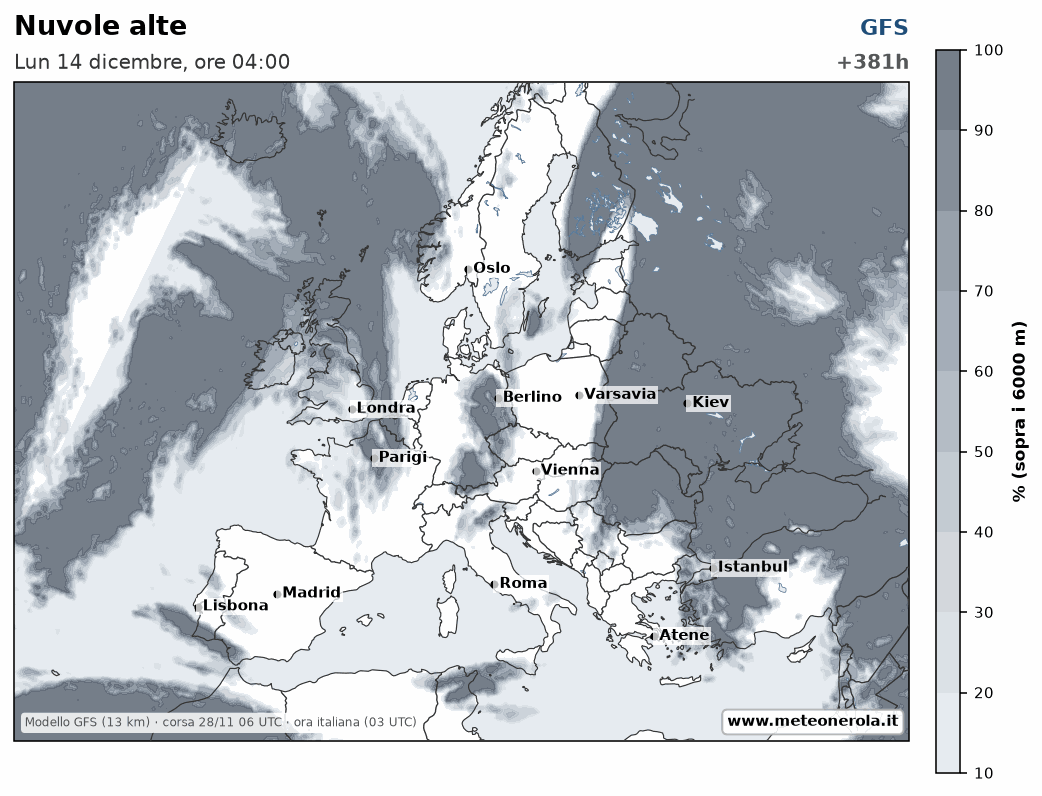 Nuvole alte
GFS
Lun 14 dicembre, ore 04:00
+381h
100
90
80
70
60
50
40
30
20
10
% (sopra i 6000 m)
Oslo
Londra
Berlino
Varsavia
Kiev
Parigi
Vienna
Istanbul
Madrid
Roma
Lisbona
Atene
Modello GFS (13 km) · corsa 28/11 06 UTC · ora italiana (03 UTC)
www.meteonerola.it